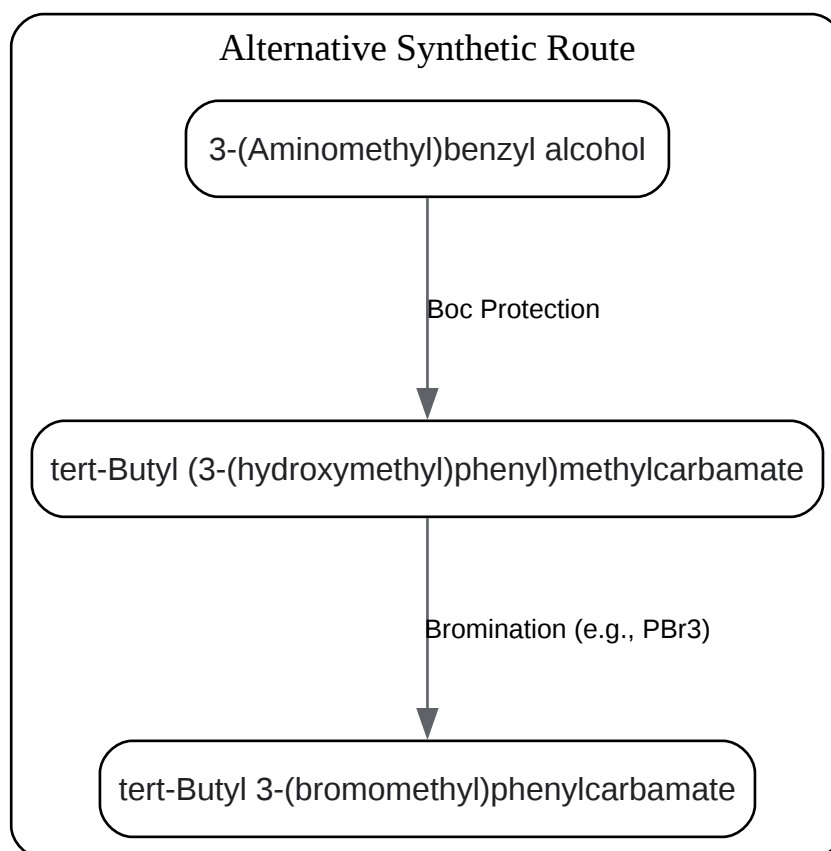 Alternative Synthetic Route
3-(Aminomethyl)benzyl alcohol
Boc Protection
tert-Butyl (3-(hydroxymethyl)phenyl)methylcarbamate
Bromination (e.g., PBr3)
tert-Butyl 3-(bromomethyl)phenylcarbamate